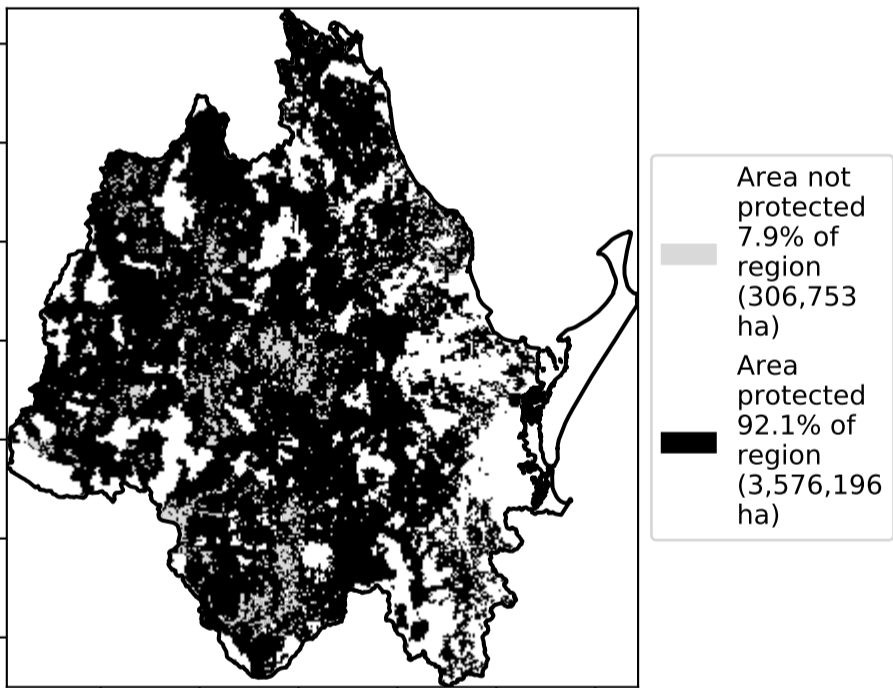 Area not
protected
7.9% of
region
(306,753
ha)
Area
protected
92.1% of
region
(3,576,196
ha)